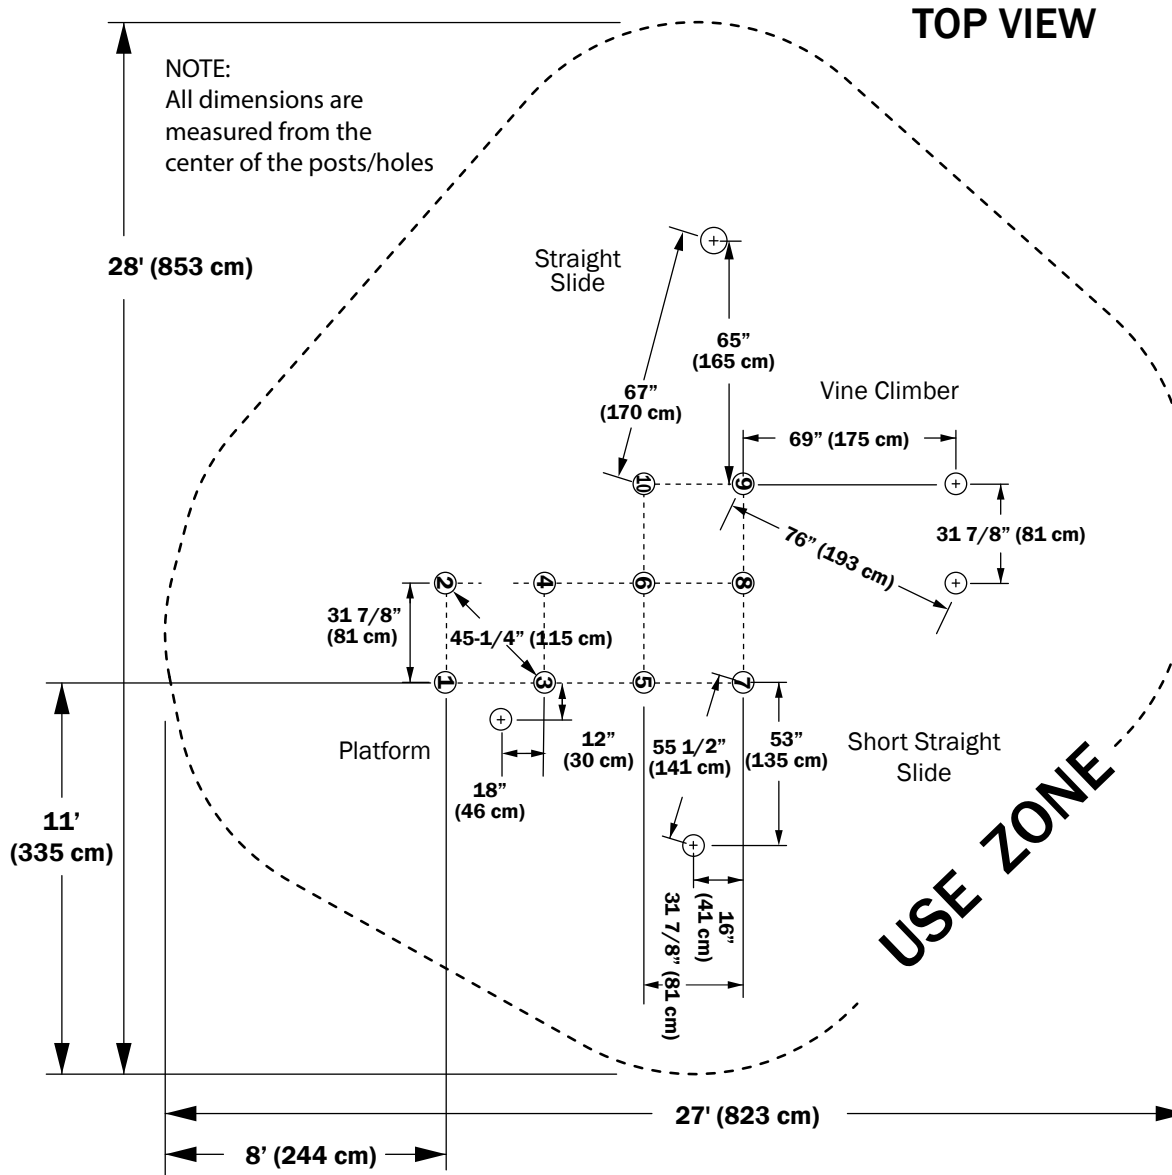 TOP VIEW
NOTE:
All dimensions are
measured from the
center of the posts/holes
28' (853 cm)
Straight
Slide
65”
(165 cm)
67”
(170 cm)
Vine Climber
69” (175 cm)
10
9
31 7/8” (81 cm)
76” (193 cm)
2
4
6
8
31 7/8”
(81 cm)
45-1/4” (115 cm)
1
3
5
7
Platform
12”
(30 cm)
18”
(46 cm)
55 1/2”
(141 cm)
53”
(135 cm)
Short Straight
Slide
11’
(335 cm)
16”
(41 cm)
31 7/8” (81 cm)
USE ZONE
27' (823 cm)
8’ (244 cm)